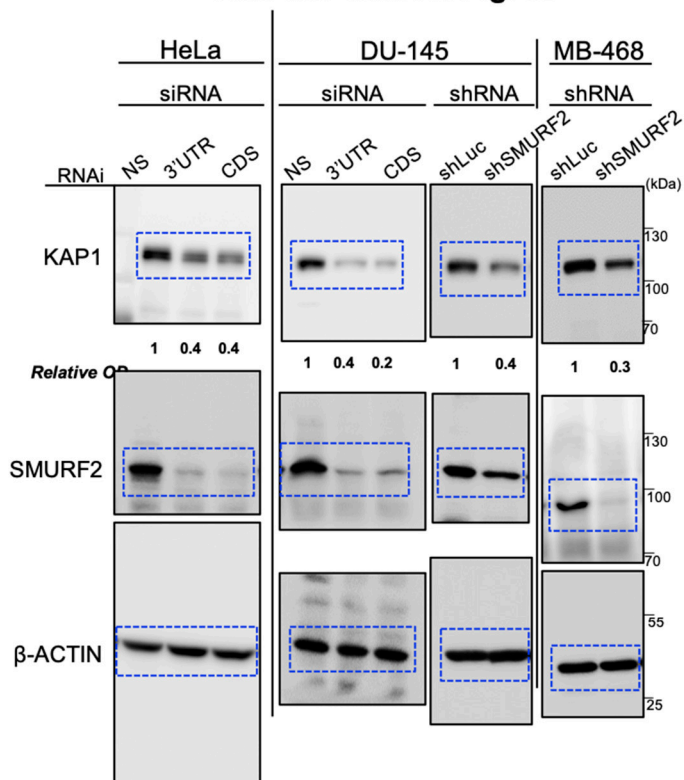 HeLa DU-145 MB-468
siRNA siRNA shRNA shRNA
RNAi NS 3'UTR CDS NS 3'UTR CDS shLuc shSMURF2 shLuc shSMURF2
(kDa)
KAP1
130
100
70
1 0.4 0.4 1 0.4 0.2 1 0.4 1 0.3
Relative OD
SMURF2
130
100
70
β-ACTIN
55
25